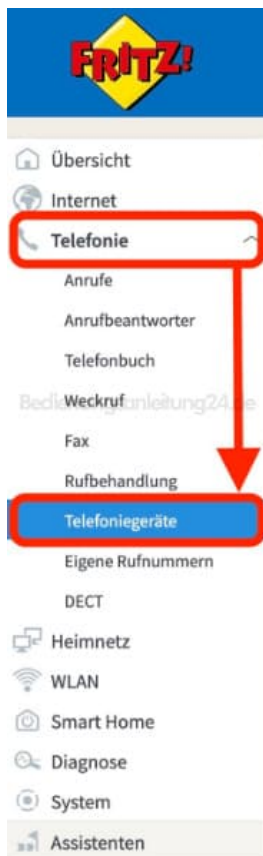 FRITZ!
Übersicht
Internet
Telefonie
Anrufe
Anrufbeantworter
Telefonbuch
Weckruf
Fax
Rufbehandlung
Telefoniegeräte
Eigene Rufnummern
DECT
Heimnetz
WLAN
Smart Home
Diagnose
System
Assistenten